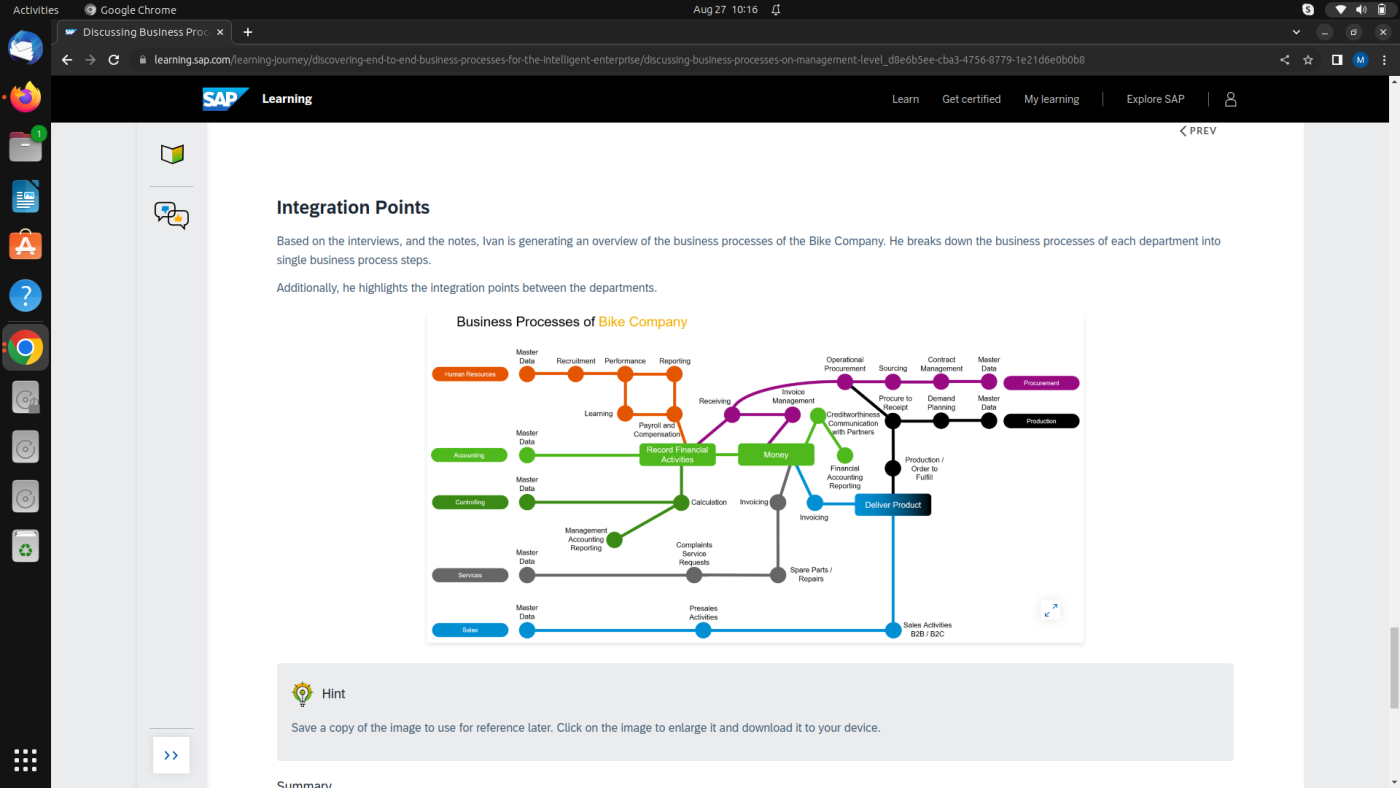 Activities
Google Chrome
Aug 27 10:16
Discussing Business Proc
learning.sap.com/learning-journey/discovering-end-to-end-business-processes-for-the-intelligent-enterprise/discussing-business-processes-on-management-level_d8e6b5ee-cba3-4756-8779-1e21d6e0b0b8
M
1
SAP Learning
Learn
Get certified
My learning
Explore SAP
PREV
Integration Points
Based on the interviews, and the notes, Ivan is generating an overview of the business processes of the Bike Company. He breaks down the business processes of each department into
single business process steps.
Additionally, he highlights the integration points between the departments.
Business Processes of Bike Company
Human Resources
Master
Data
Recruitment
Performance
Reporting
Learning
Payroll and
Compensation
Operational
Procurement
Sourcing
Contract
Management
Master
Data
Procurement
Receiving
Invoice
Management
Creditworthiness
Communication
with Partners
Procure to
Receipt
Demand
Planning
Master
Data
Production
Accounting
Master
Data
Record Financial
Activities
Money
Financial
Accounting
Reporting
Production /
Order to
Fulfill
Controlling
Master
Data
Calculation
Invoicing
Invoicing
Deliver Product
Management
Accounting
Reporting
Services
Master
Data
Complaints
Service
Requests
Spare Parts /
Repairs
Sales
Master
Data
Presales
Activities
Sales Activities
B2B / B2C
Hint
Save a copy of the image to use for reference later. Click on the image to enlarge it and download it to your device.
Summary